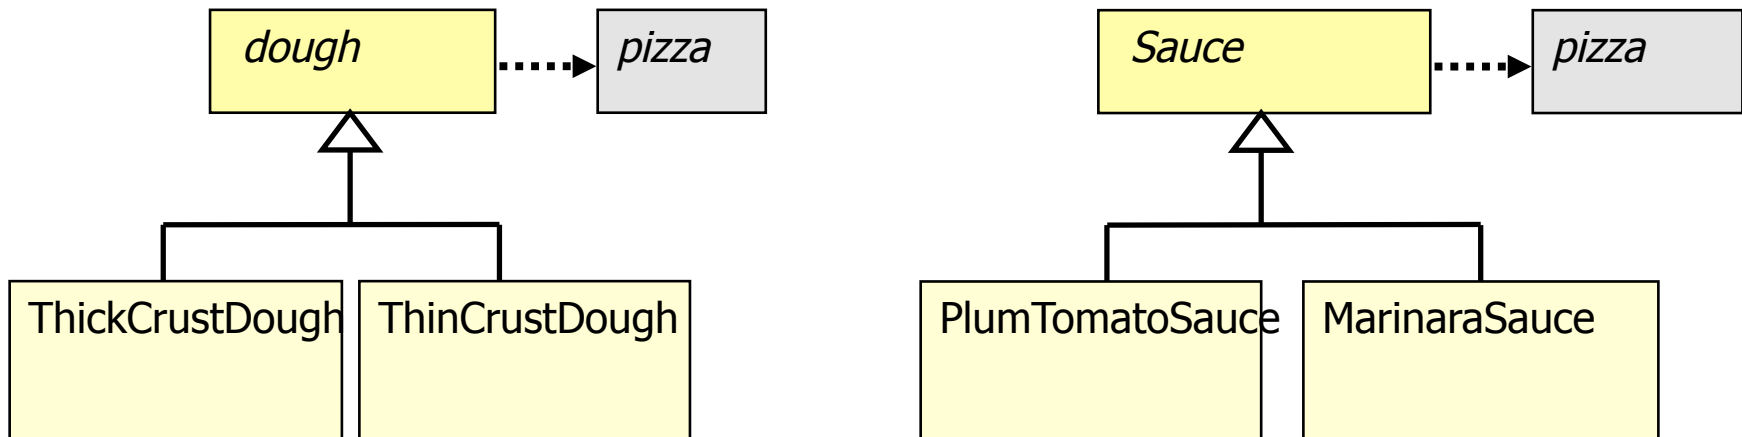 dough
pizza
Sauce
pizza
ThickCrustDough
ThinCrustDough
PlumTomatoSauce
MarinaraSauce